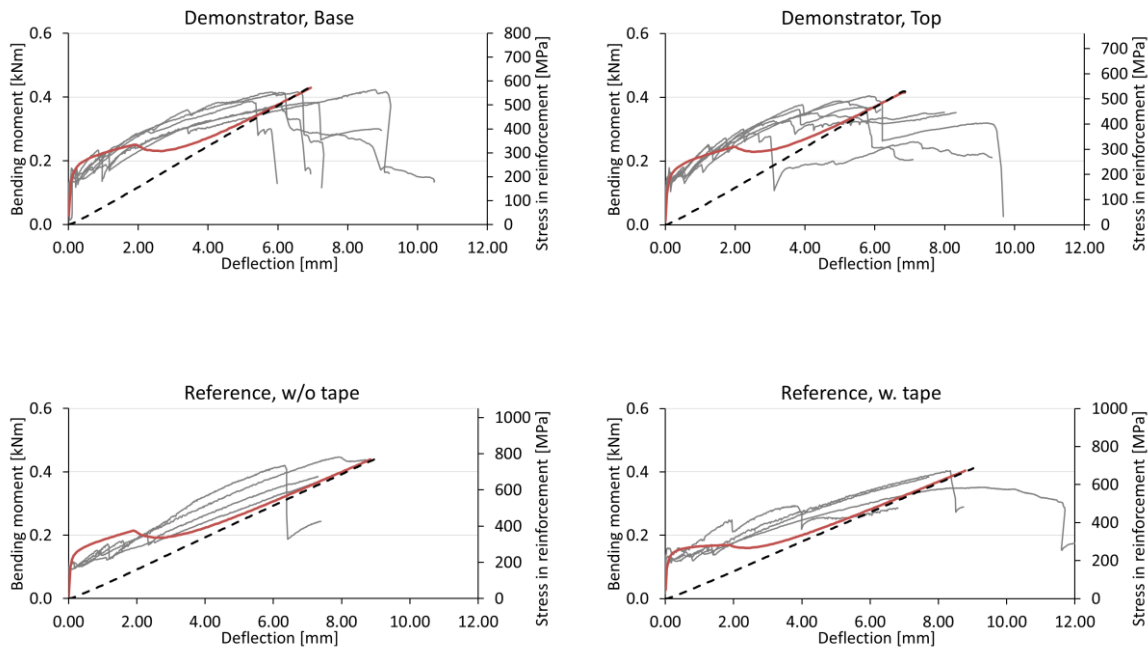 Demonstrator, Base
Bending moment [kNm]
0.6
0.4
0.2
0.0
800
700
600
500
400
300
200
100
0
Stress in reinforcement [MPa]
0.00 2.00 4.00 6.00 8.00 10.00 12.00
Deflection [mm]
Demonstrator, Top
Bending moment [kNm]
0.6
0.4
0.2
0.0
700
600
500
400
300
200
100
0
Stress in reinforcement [MPa]
0.00 2.00 4.00 6.00 8.00 10.00 12.00
Deflection [mm]
Reference, w/o tape
Bending moment [kNm]
0.6
0.4
0.2
0.0
1000
800
600
400
200
0
Stress in reinforcement [MPa]
0.00 2.00 4.00 6.00 8.00 10.00 12.00
Deflection [mm]
Reference, w. tape
Bending moment [kNm]
0.6
0.4
0.2
0.0
1000
800
600
400
200
0
Stress in reinforcement [MPa]
0.00 2.00 4.00 6.00 8.00 10.00 12.00
Deflection [mm]